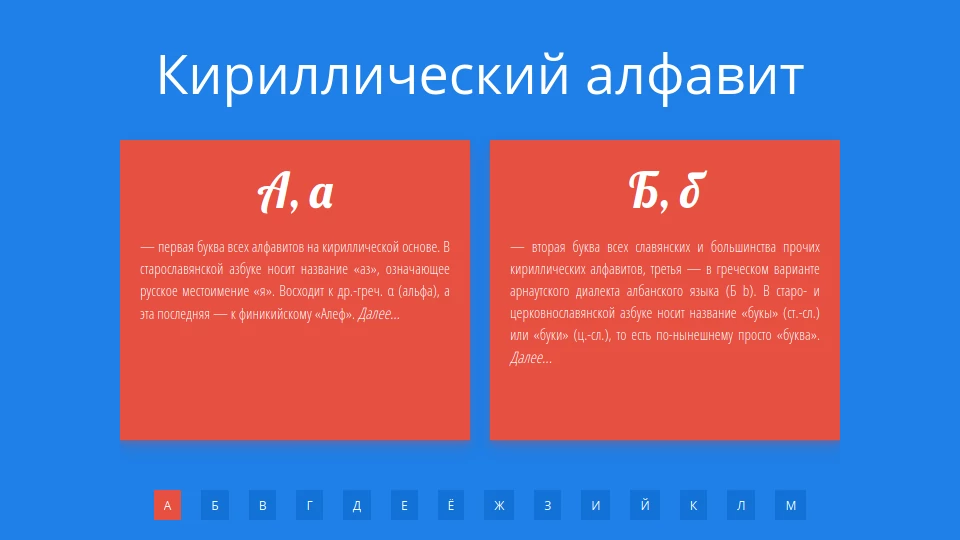 Кириллический алфавит
А, а
— первая буква всех алфавитов на кириллической основе. В
старославянской азбуке носит название «аз», означающее
русское местоимение «я». Восходит к др.-греч. α (альфа), а
эта последняя — к финикийскому «Алеф». Далее...
Б, б
— вторая буква всех славянских и большинства прочих
кириллических алфавитов, третья — в греческом варианте
арнаутского диалекта албанского языка (Б b). В старо- и
церковнославянской азбуке носит название «букы» (ст.-сл.)
или «буки» (ц.-сл.), то есть по-нынешнему просто «буква».
Далее...
А Б В Г Д Е Ё Ж З И Й К Л М